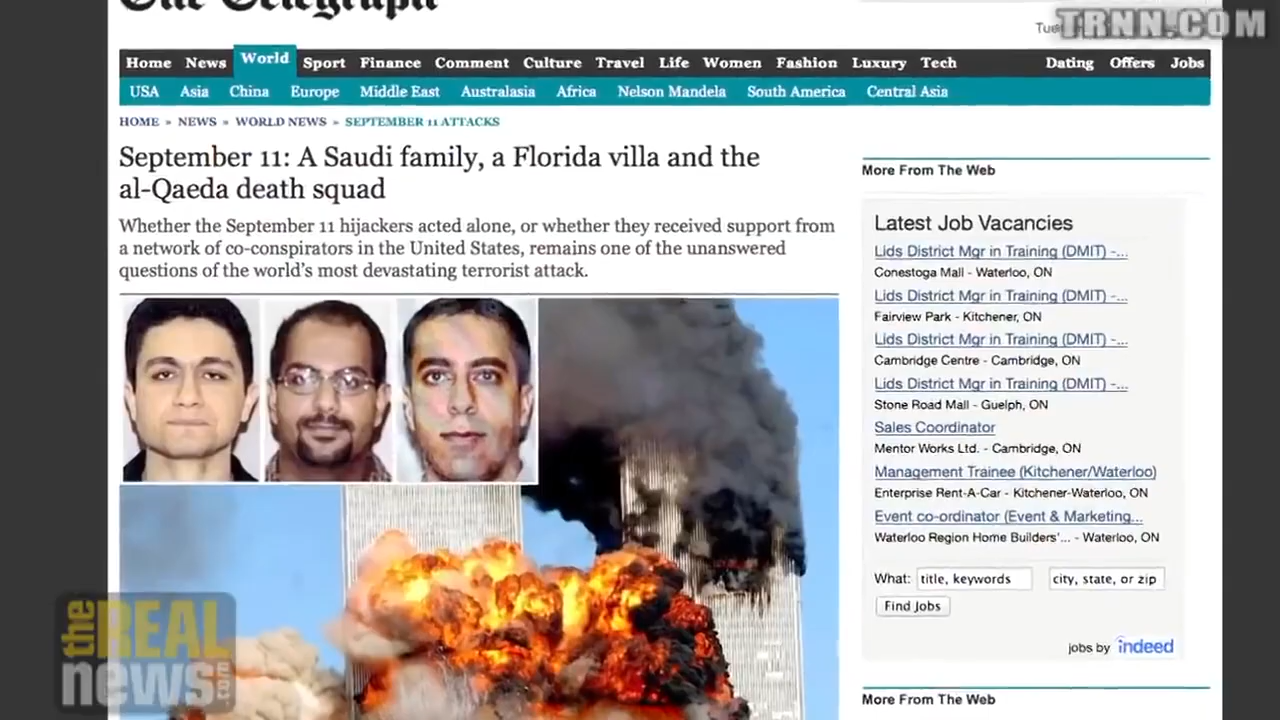 The Telegraph
TRNN.COM
Home News World Sport Finance Comment Culture Travel Life Women Fashion Luxury Tech Dating Offers Jobs
USA Asia China Europe Middle East Australasia Africa Nelson Mandela South America Central Asia
HOME » NEWS » WORLD NEWS » SEPTEMBER 11 ATTACKS
September 11: A Saudi family, a Florida villa and the
al-Qaeda death squad
Whether the September 11 hijackers acted alone, or whether they received support from
a network of co-conspirators in the United States, remains one of the unanswered
questions of the world's most devastating terrorist attack.
More From The Web
Latest Job Vacancies
Lids District Mgr in Training (DMIT) -...
Conestoga Mall - Waterloo, ON
Lids District Mgr in Training (DMIT) -...
Fairview Park - Kitchener, ON
Lids District Mgr in Training (DMIT) -...
Cambridge Centre - Cambridge, ON
Lids District Mgr in Training (DMIT) -...
Stone Road Mall - Guelph, ON
Sales Coordinator
Mentor Works Ltd. - Cambridge, ON
Management Trainee (Kitchener/Waterloo)
Enterprise Rent-A-Car - Kitchener-Waterloo, ON
Event co-ordinator (Event & Marketing...
Waterloo Region Home Builders'... - Waterloo, ON
What: title, keywords city, state, or zip
Find Jobs
jobs by indeed
More From The Web
the
REAL
news.com